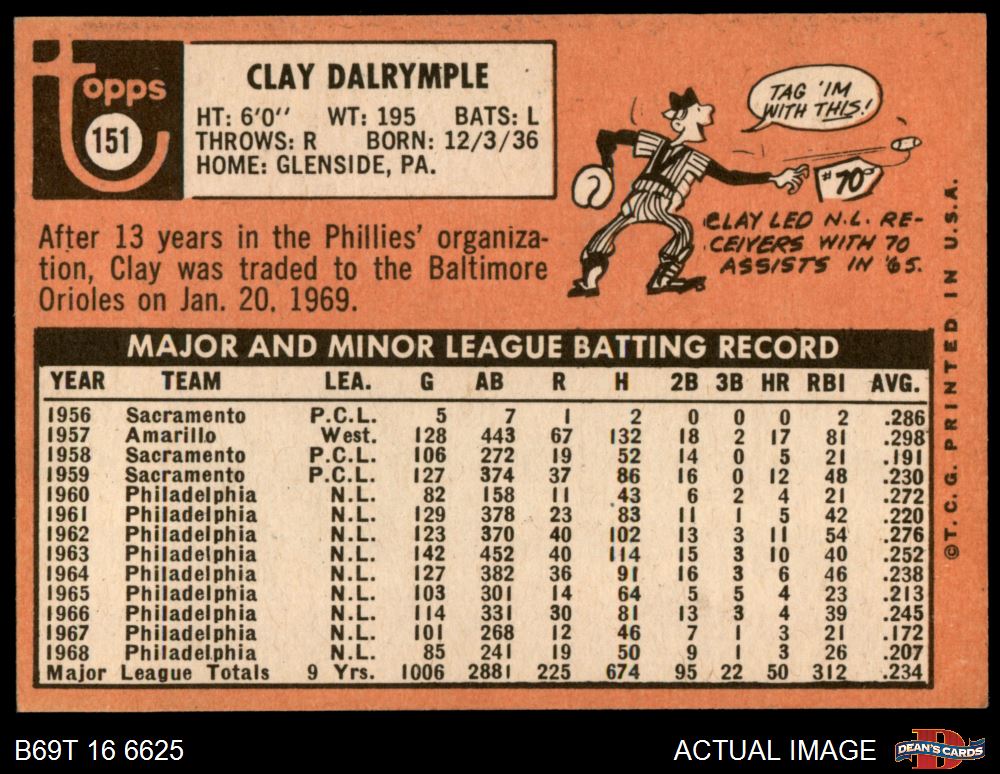 Topps
151
CLAY DALRYMPLE
HT: 6'0" WT: 195 BATS: L
THROWS: R BORN: 12/3/36
HOME: GLENSIDE, PA.
TAG 'IM
WITH THIS!
#70
CLAY LED N.L. RE-
CEIVERS WITH 70
ASSISTS IN '65.
After 13 years in the Phillies' organiza-
tion, Clay was traded to the Baltimore
Orioles on Jan. 20, 1969.
MAJOR AND MINOR LEAGUE BATTING RECORD
YEAR TEAM LEA. G AB R H 2B 3B HR RBI AVG.
1956 Sacramento P.C.L. 5 7 1 2 0 0 0 2 .286
1957 Amarillo West. 128 443 67 132 18 2 17 81 .298
1958 Sacramento P.C.L. 106 272 19 52 14 0 5 21 .191
1959 Sacramento P.C.L. 127 374 37 86 16 0 12 48 .230
1960 Philadelphia N.L. 82 158 11 43 6 2 4 21 .272
1961 Philadelphia N.L. 129 378 23 83 11 1 5 42 .220
1962 Philadelphia N.L. 123 370 40 102 13 3 11 54 .276
1963 Philadelphia N.L. 142 452 40 114 15 3 10 40 .252
1964 Philadelphia N.L. 127 382 36 91 16 3 6 46 .238
1965 Philadelphia N.L. 103 301 14 64 5 5 4 23 .213
1966 Philadelphia N.L. 114 331 30 81 13 3 4 39 .245
1967 Philadelphia N.L. 101 268 12 46 7 1 3 21 .172
1968 Philadelphia N.L. 85 241 19 50 9 1 3 26 .207
Major League Totals 9 Yrs. 1006 2881 225 674 95 22 50 312 .234
©T.C.G. PRINTED IN U.S.A.
B69T 16 6625
ACTUAL IMAGE
DEAN'S CARDS